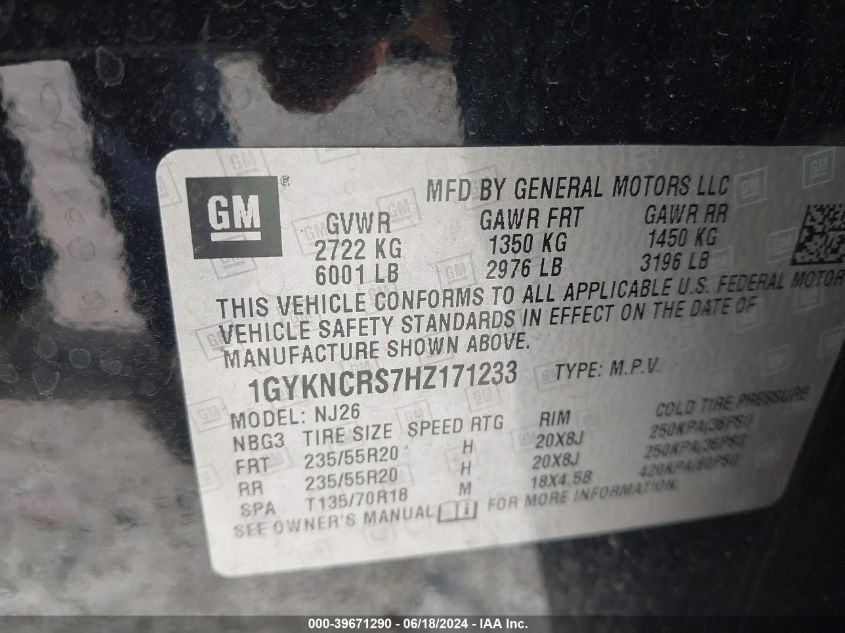 GM ®
MFD BY GENERAL MOTORS LLC
GVWR GAWR FRT GAWR RR
2722 KG 1350 KG 1450 KG
6001 LB 2976 LB 3196 LB
THIS VEHICLE CONFORMS TO ALL APPLICABLE U.S. FEDERAL MOTOR
VEHICLE SAFETY STANDARDS IN EFFECT ON THE DATE OF
MANUFACTURE SHOWN ABOVE.
1GYKNCRS7HZ171233 TYPE: M.P.V.
MODEL: NJ26
NBG3 TIRE SIZE SPEED RTG RIM COLD TIRE PRESSURE
FRT 235/55R20 H 20X8J 250KPA(36PSI)
RR 235/55R20 H 20X8J 250KPA(36PSI)
SPA T135/70R18 M 18X4.5B 420KPA(60PSI)
SEE OWNER'S MANUAL FOR MORE INFORMATION.
000-39671290 - 06/18/2024 - IAA Inc.